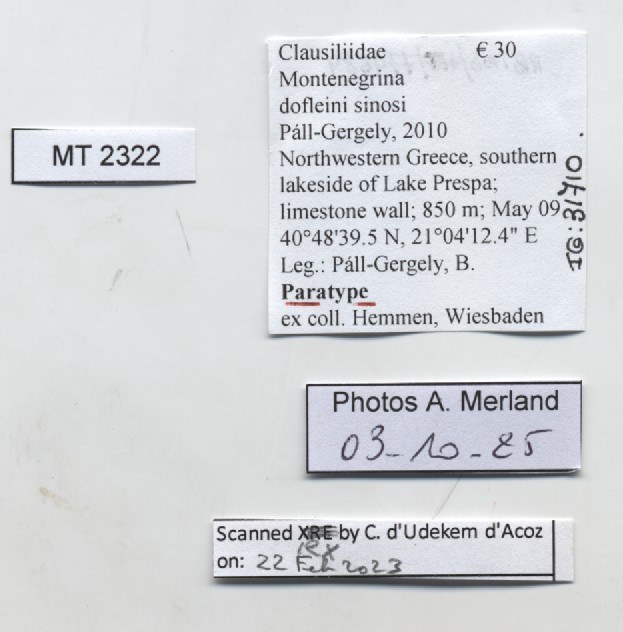 MT 2322
Clausiliidae € 30
Montenegrina
dofleini sinosi
Páll-Gergely, 2010
Northwestern Greece, southern
lakeside of Lake Prespa;
limestone wall; 850 m; May 09
40°48'39.5 N, 21°04'12.4" E
Leg.: Páll-Gergely, B.
Paratype
ex coll. Hemmen, Wiesbaden
IG: 31710
Photos A. Merland
03-10-25
Scanned XRE by C. d'Udekem d'Acoz
on: 22 Feb 2023